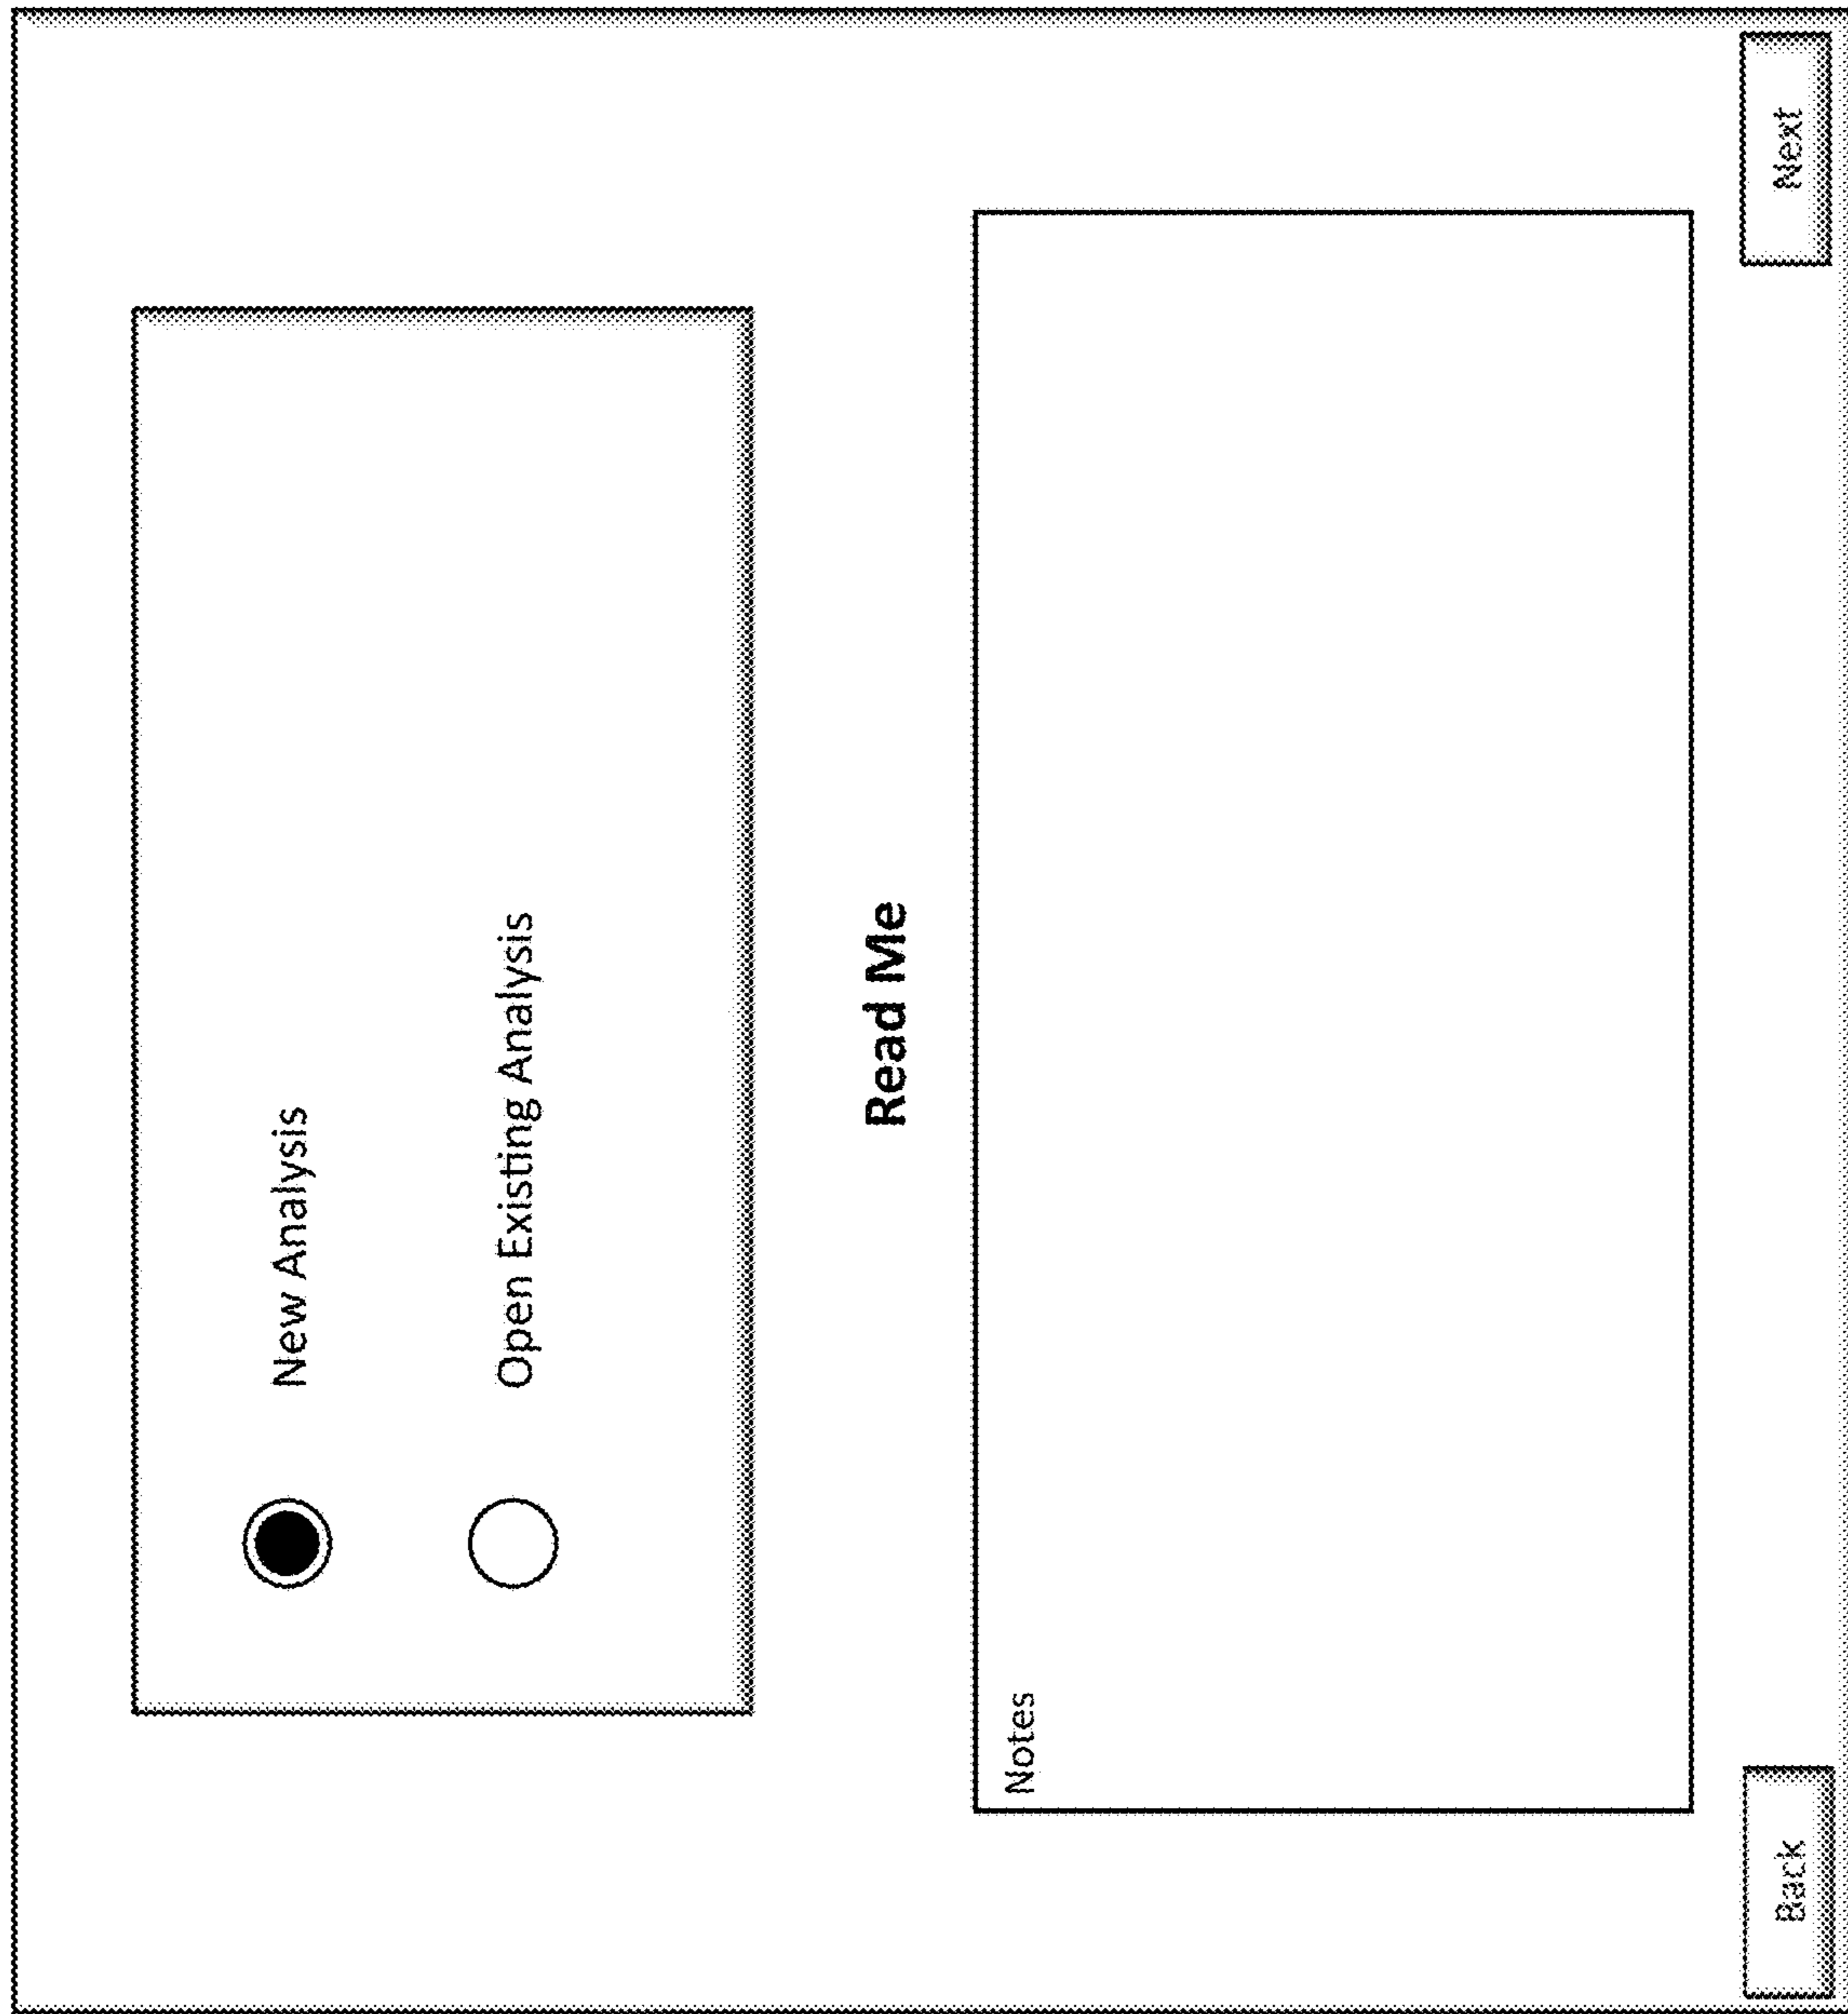 New Analysis
Open Existing Analysis
Read Me
Notes
Back
Next